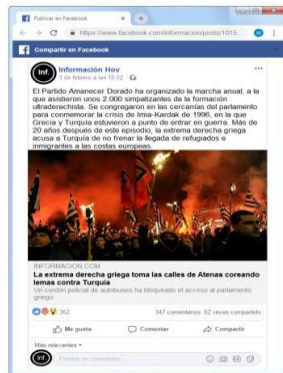 Publicar en Facebook
https://www.facebook.com/informacion/posts/1015
Compartir en Facebook
Inf.
Información Hoy
3 de febrero a las 10:52
El Partido Amanecer Dorado ha organizado la marcha anual, a la
que asistieron unos 2.000 simpatizantes de la formación
ultraderechista. Se congregaron en las cercanías del parlamento
para conmemorar la crisis de Imia-Kardak de 1996, en la que
Grecia y Turquía estuvieron a punto de entrar en guerra. Más de
20 años después de este episodio, la extrema derecha griega
acusa a Turquía de no frenar la llegada de refugiados e
inmigrantes a las costas europeas.
INFORMACION.COM
La extrema derecha griega toma las calles de Atenas coreando
lemas contra Turquía
Un cordón policial de autobuses ha bloqueado el acceso al parlamento
griego.
362
347 comentarios 62 veces compartido
Me gusta
Comentar
Compartir
Más relevantes
Inf.
Escribe un comentario...